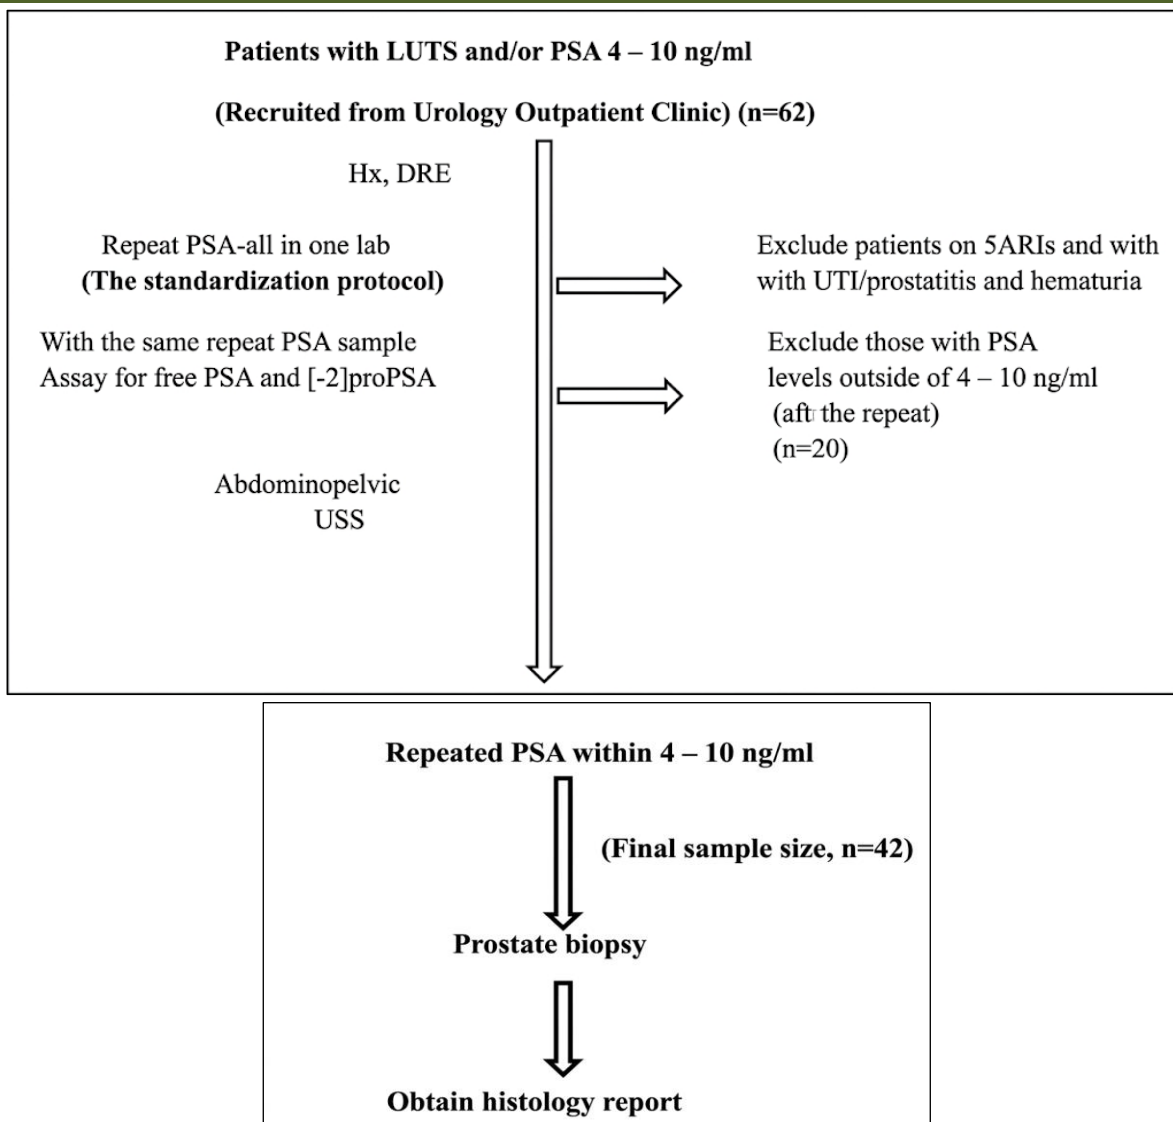 Patients with LUTS and/or PSA 4 – 10 ng/ml
(Recruited from Urology Outpatient Clinic) (n=62)
Hx, DRE
Repeat PSA-all in one lab
(The standardization protocol)
Exclude patients on 5ARIs and with
with UTI/prostatitis and hematuria
With the same repeat PSA sample
Assay for free PSA and [-2]proPSA
Exclude those with PSA
levels outside of 4 – 10 ng/ml
(aft the repeat)
(n=20)
Abdominopelvic
USS
Repeated PSA within 4 – 10 ng/ml
(Final sample size, n=42)
Prostate biopsy
Obtain histology report